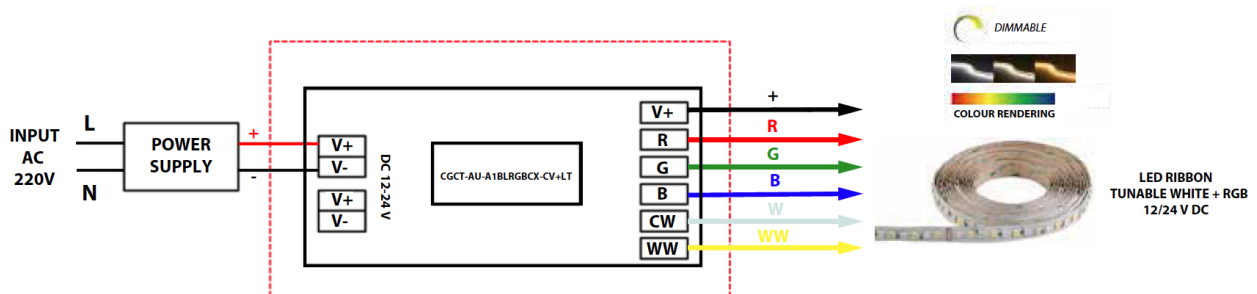 DIMMABLE
COLOUR RENDERING
INPUT
AC
220V
L
N
POWER
SUPPLY
+
-
V+
V-
V+
V-
DC 12-24 V
CGCT-AU-A1BLRGBCX-CV+LT
V+
R
G
B
CW
WW
+
R
G
B
W
WW
LED RIBBON
TUNABLE WHITE + RGB
12/24 V DC